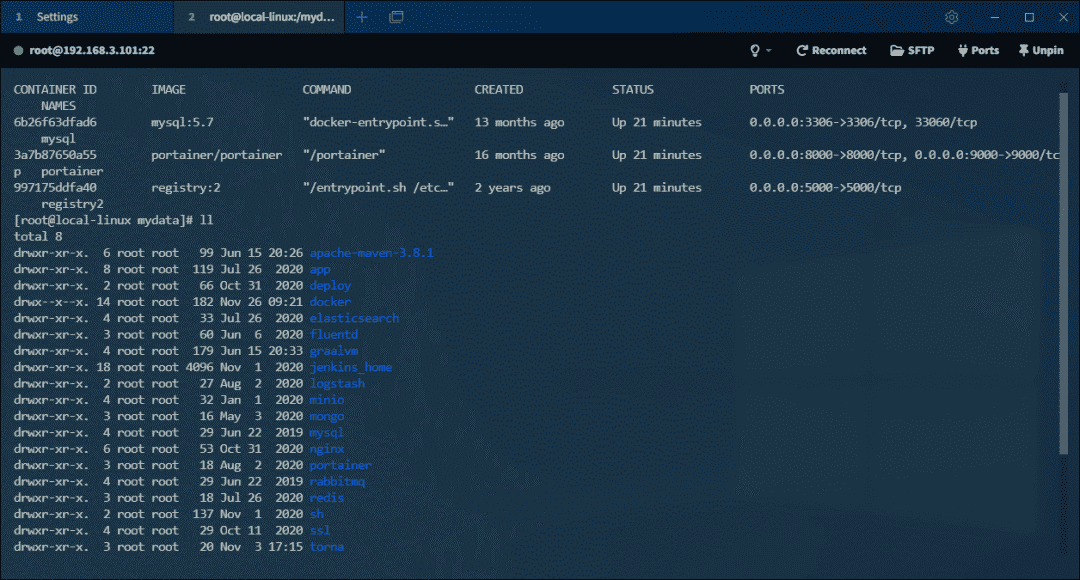 1 Settings 2 root@local-linux:/myd...
root@192.168.3.101:22 Reconnect SFTP Ports Unpin
CONTAINER ID IMAGE COMMAND CREATED STATUS PORTS
NAMES
6b26f63dfad6 mysql:5.7 "docker-entrypoint.s…" 13 months ago Up 21 minutes 0.0.0.0:3306->3306/tcp, 33060/tcp
mysql
3a7b87650a55 portainer/portainer "/portainer" 16 months ago Up 21 minutes 0.0.0.0:8000->8000/tcp, 0.0.0.0:9000->9000/tc
p portainer
997175ddfa40 registry:2 "/entrypoint.sh /etc…" 2 years ago Up 21 minutes 0.0.0.0:5000->5000/tcp
registry2
[root@local-linux mydata]# ll
total 8
drwxr-xr-x. 6 root root 99 Jun 15 20:26 apache-maven-3.8.1
drwxr-xr-x. 8 root root 119 Jul 26 2020 app
drwxr-xr-x. 2 root root 66 Oct 31 2020 deploy
drwx--x--x. 14 root root 182 Nov 26 09:21 docker
drwxr-xr-x. 4 root root 33 Jul 26 2020 elasticsearch
drwxr-xr-x. 3 root root 60 Jun 6 2020 fluentd
drwxr-xr-x. 4 root root 179 Jun 15 20:33 graalvm
drwxr-xr-x. 18 root root 4096 Nov 1 2020 jenkins_home
drwxr-xr-x. 2 root root 27 Aug 2 2020 logstash
drwxr-xr-x. 4 root root 32 Jan 1 2020 minio
drwxr-xr-x. 3 root root 16 May 3 2020 mongo
drwxr-xr-x. 4 root root 29 Jun 22 2019 mysql
drwxr-xr-x. 6 root root 53 Oct 31 2020 nginx
drwxr-xr-x. 3 root root 18 Aug 2 2020 portainer
drwxr-xr-x. 4 root root 29 Jun 22 2019 rabbitmq
drwxr-xr-x. 3 root root 18 Jul 26 2020 redis
drwxr-xr-x. 2 root root 137 Nov 1 2020 sh
drwxr-xr-x. 4 root root 29 Oct 11 2020 ssl
drwxr-xr-x. 3 root root 20 Nov 3 17:15 torna